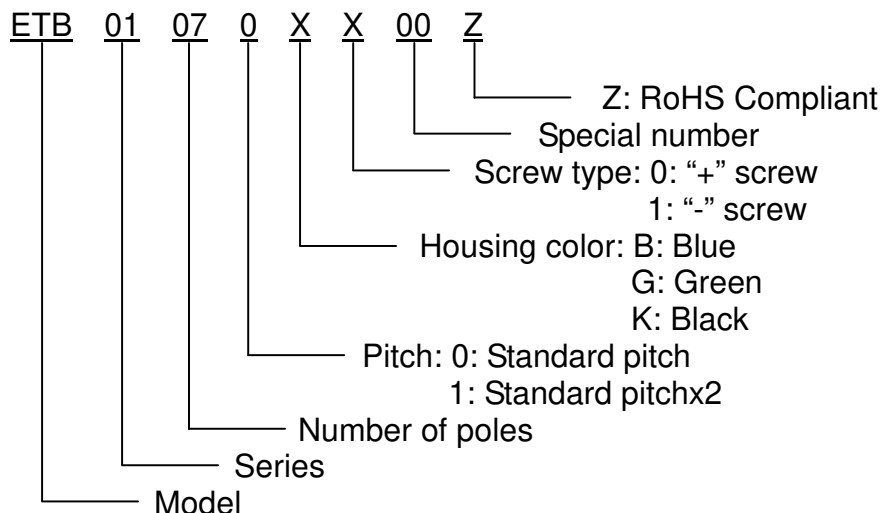 ETB 01 07 0 X X 00 Z
Z: RoHS Compliant
Special number
Screw type: 0: “+” screw
1: “-” screw
Housing color: B: Blue
G: Green
K: Black
Pitch: 0: Standard pitch
1: Standard pitchx2
Number of poles
Series
Model